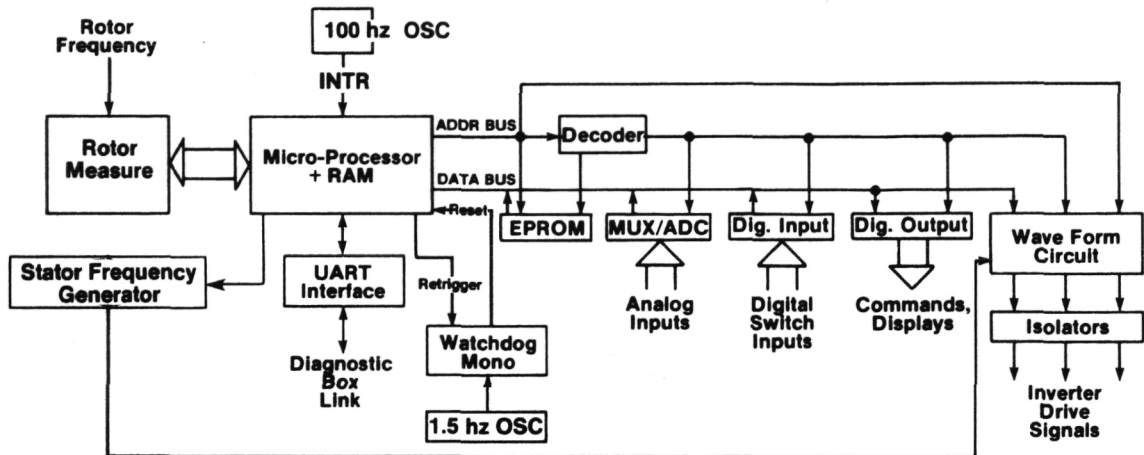 Rotor
Frequency
100 hz OSC
INTR
Rotor
Measure
Micro-Processor
+ RAM
ADDR BUS
Decoder
DATA BUS
Reset
EPROM
MUX/ADC
Dig. Input
Dig. Output
Wave Form
Circuit
Stator Frequency
Generator
UART
Interface
Retrigger
Analog
Inputs
Digital
Switch
Inputs
Commands,
Displays
Isolators
Watchdog
Mono
Diagnostic
Box
Link
1.5 hz OSC
Inverter
Drive
Signals